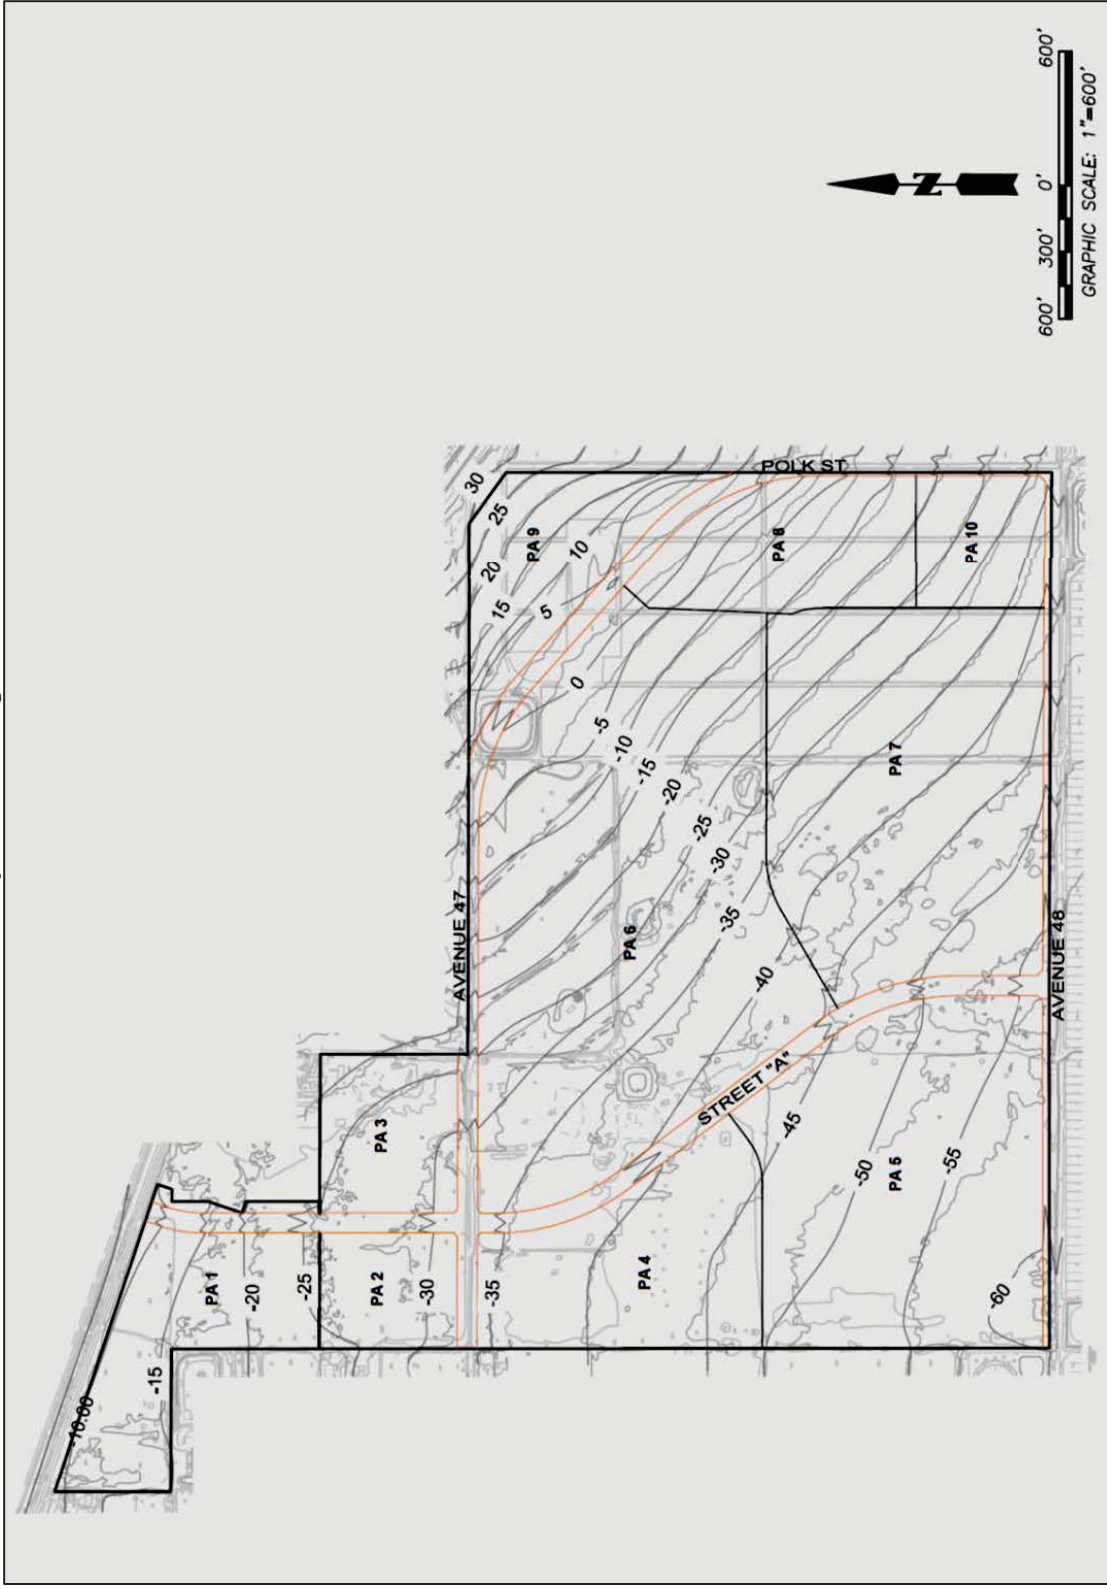 600' 300' 0' 600'
GRAPHIC SCALE: 1"=600'
N
30
25
20
15
10
5
0
-5
-10
-15
-20
-25
-30
-35
-40
-45
-50
-55
-60
-10.00
-15
-20
-25
-30
-35
PA 1
PA 2
PA 3
PA 4
PA 5
PA 6
PA 7
PA 8
PA 9
PA 10
AVENUE 47
AVENUE 48
POLK ST
STREET "A"